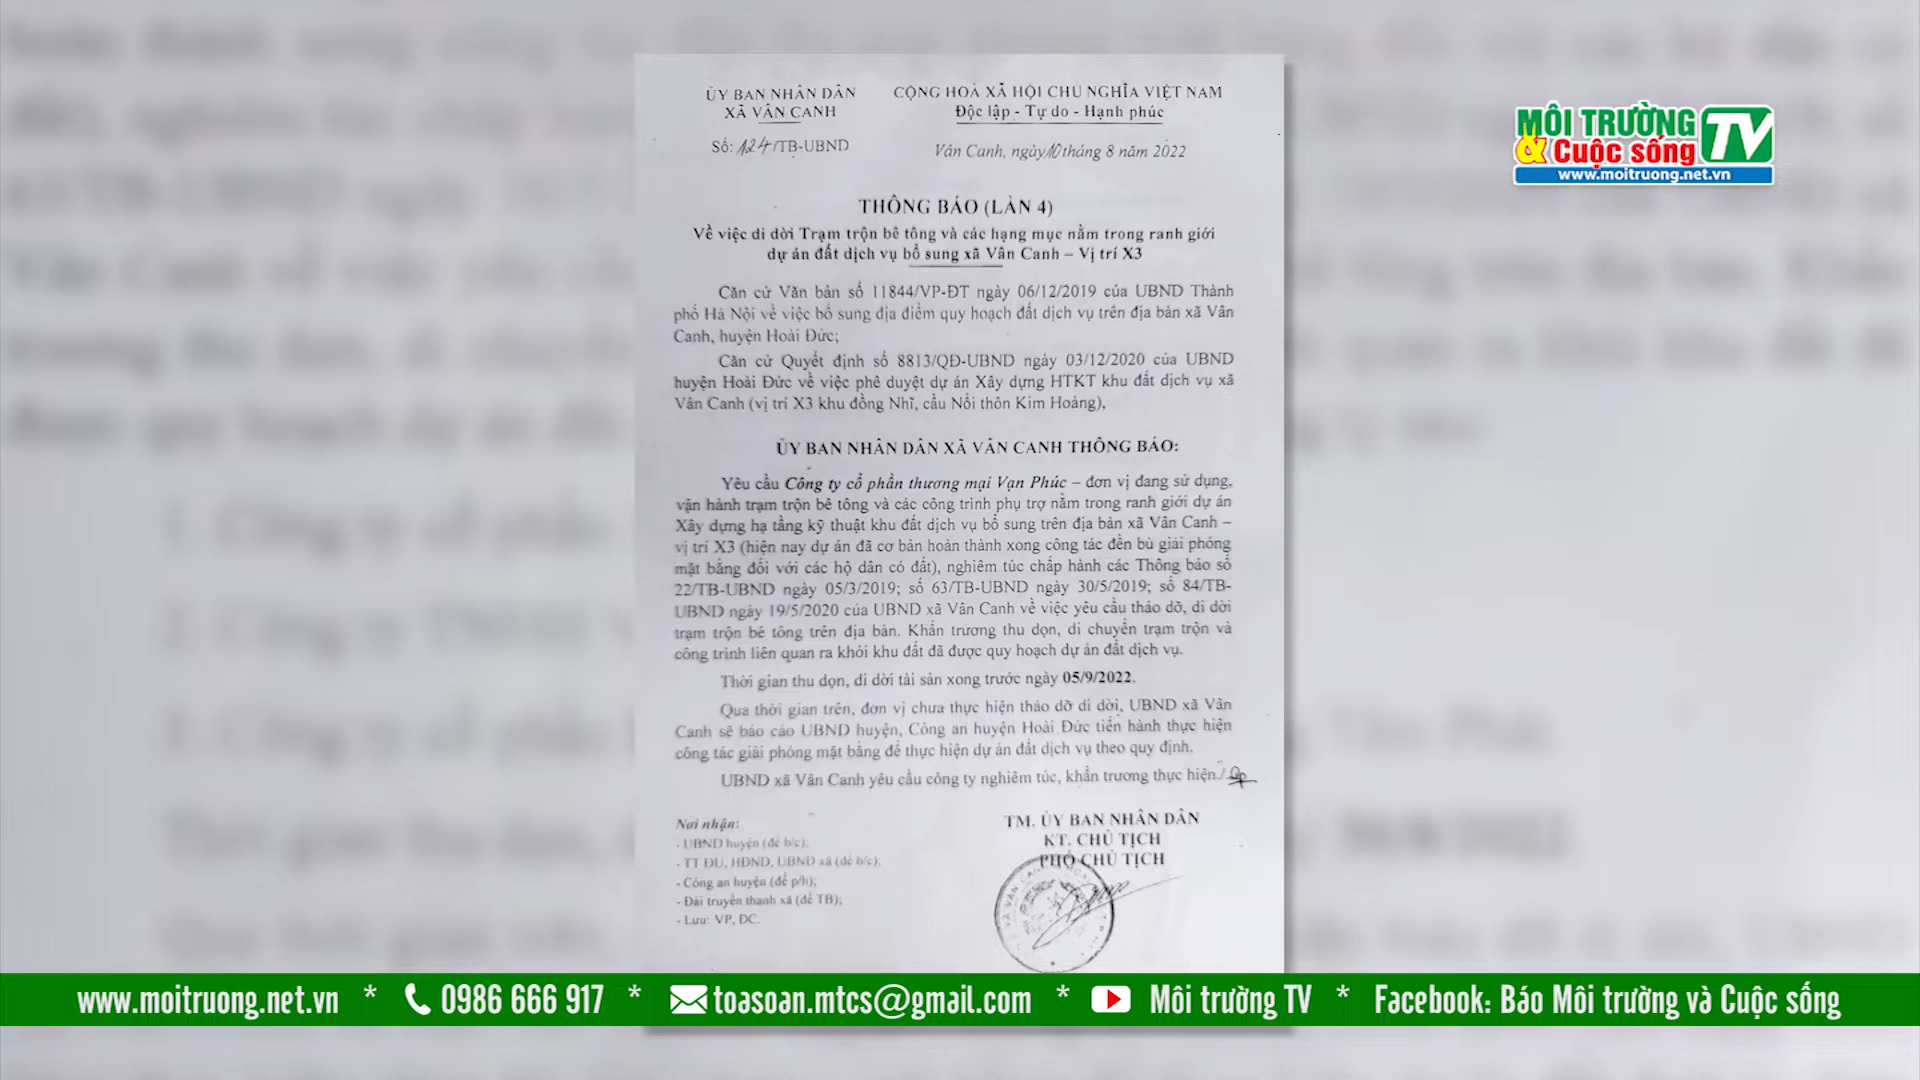 ỦY BAN NHÂN DÂN
XÃ VÂN CANH
Số: 124/TB-UBND
CỘNG HOÀ XÃ HỘI CHỦ NGHĨA VIỆT NAM
Độc lập - Tự do - Hạnh phúc
Vân Canh, ngày 10 tháng 8 năm 2022
THÔNG BÁO (LẦN 4)
Về việc di dời Trạm trộn bê tông và các hạng mục nằm trong ranh giới
dự án đất dịch vụ bổ sung xã Vân Canh – Vị trí X3
Căn cứ Văn bản số 11844/VP-ĐT ngày 06/12/2019 của UBND Thành
phố Hà Nội về việc bổ sung địa điểm quy hoạch đất dịch vụ trên địa bàn xã Vân
Canh, huyện Hoài Đức;
Căn cứ Quyết định số 8813/QĐ-UBND ngày 03/12/2020 của UBND
huyện Hoài Đức về việc phê duyệt dự án Xây dựng HTKT khu đất dịch vụ xã
Vân Canh (vị trí X3 khu đồng Nhĩ, cầu Nổi thôn Kim Hoàng),
ỦY BAN NHÂN DÂN XÃ VÂN CANH THÔNG BÁO:
Yêu cầu Công ty cổ phần thương mại Vạn Phúc – đơn vị đang sử dụng,
vận hành trạm trộn bê tông và các công trình phụ trợ nằm trong ranh giới dự án
Xây dựng hạ tầng kỹ thuật khu đất dịch vụ bổ sung trên địa bàn xã Vân Canh –
vị trí X3 (hiện nay dự án đã cơ bản hoàn thành xong công tác đền bù giải phóng
mặt bằng đối với các hộ dân có đất), nghiêm túc chấp hành các Thông báo số
22/TB-UBND ngày 05/3/2019; số 63/TB-UBND ngày 30/5/2019; số 84/TB-
UBND ngày 19/5/2020 của UBND xã Vân Canh về việc yêu cầu tháo dỡ, di dời
trạm trộn bê tông trên địa bàn. Khẩn trương thu dọn, di chuyển trạm trộn và
công trình liên quan ra khỏi khu đất đã được quy hoạch dự án đất dịch vụ.
Thời gian thu dọn, di dời tài sản xong trước ngày 05/9/2022.
Qua thời gian trên, đơn vị chưa thực hiện tháo dỡ di dời, UBND xã Vân
Canh sẽ báo cáo UBND huyện, Công an huyện Hoài Đức tiến hành thực hiện
công tác giải phóng mặt bằng để thực hiện dự án đất dịch vụ theo quy định.
UBND xã Vân Canh yêu cầu công ty nghiêm túc, khẩn trương thực hiện./.
Nơi nhận:
- UBND huyện (để b/c);
- TT ĐU, HĐND, UBND xã (để b/c);
- Công an huyện (để p/h);
- Đài truyền thanh xã (để TB);
- Lưu: VP, ĐC.
TM. ỦY BAN NHÂN DÂN
KT. CHỦ TỊCH
PHÓ CHỦ TỊCH
MÔI TRƯỜNG
& Cuộc sống TV
www.moitruong.net.vn
www.moitruong.net.vn * 0986 666 917 * toasoan.mtcs@gmail.com * Môi trường TV * Facebook: Báo Môi trường và Cuộc sống